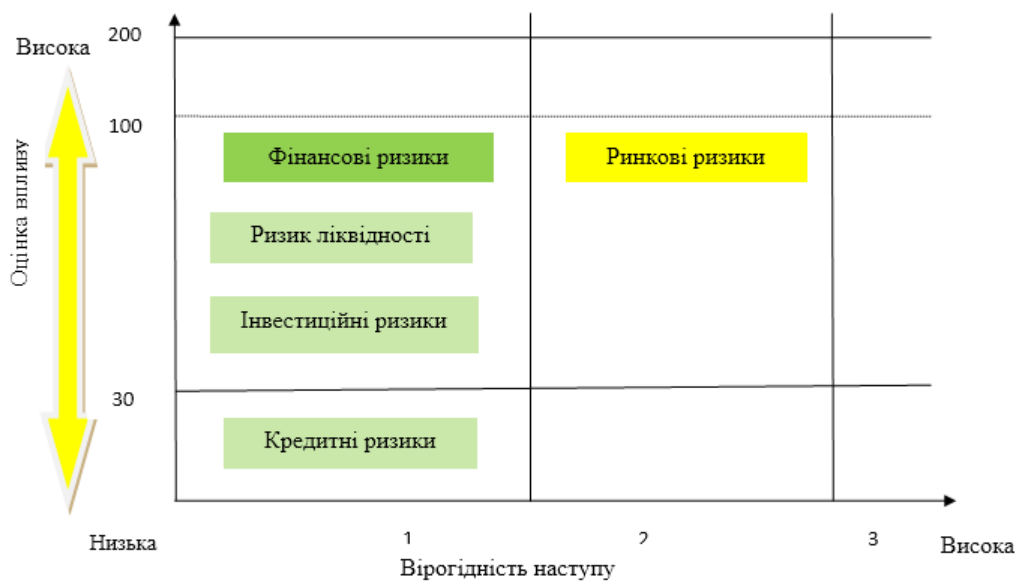 200
Висока
100
Оцінка впливу
Фінансові ризики
Ринкові ризики
Ризик ліквідності
Інвестиційні ризики
30
Кредитні ризики
Низька
1
2
3
Висока
Вірогідність наступу